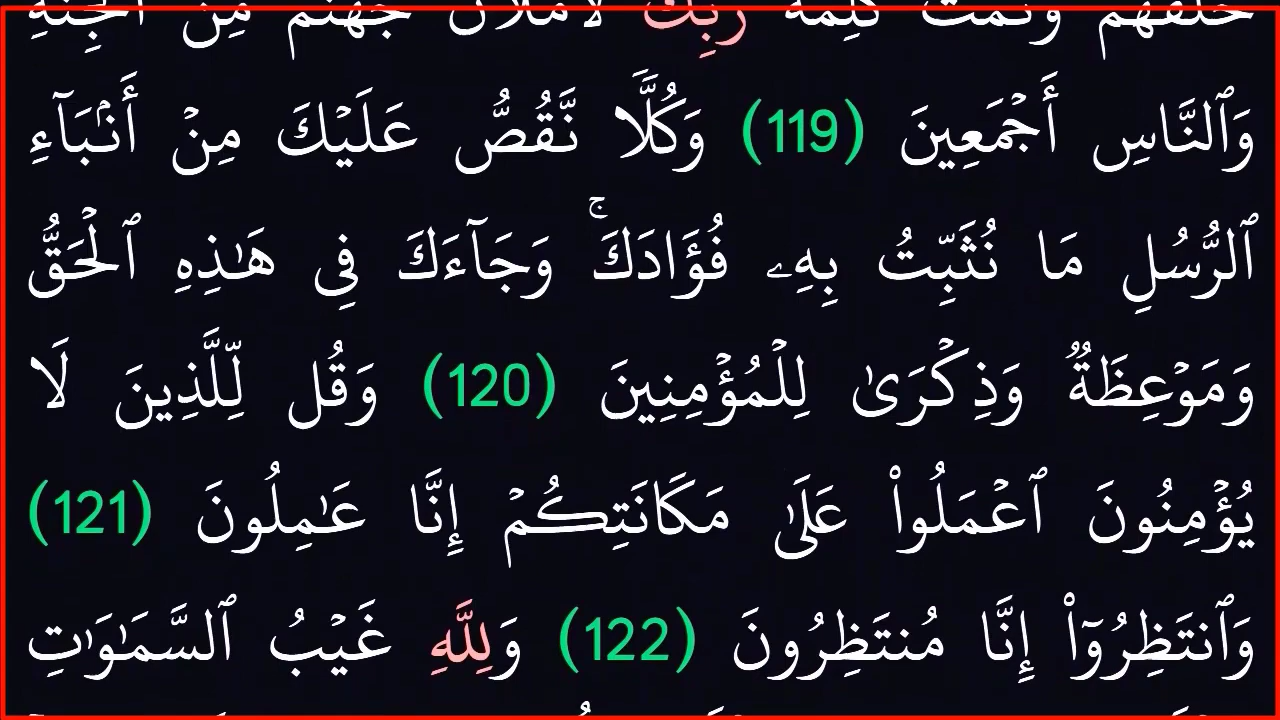 خَلَقَهُمۡ وَتَمَّتۡ كَلِمَةُ رَبِّكَ لَأَمۡلَأَنَّ جَهَنَّمَ مِنَ ٱلۡجِنَّةِ
وَٱلنَّاسِ أَجۡمَعِينَ (119) وَكُلّٗا نَّقُصُّ عَلَيۡكَ مِنۡ أَنۢبَآءِ
ٱلرُّسُلِ مَا نُثَبِّتُ بِهِۦ فُؤَادَكَۚ وَجَآءَكَ فِي هَٰذِهِ ٱلۡحَقُّ
وَمَوۡعِظَةٞ وَذِكۡرَىٰ لِلۡمُؤۡمِنِينَ (120) وَقُل لِّلَّذِينَ لَا
يُؤۡمِنُونَ ٱعۡمَلُواْ عَلَىٰ مَكَانَتِكُمۡ إِنَّا عَٰمِلُونَ (121)
وَٱنتَظِرُوٓاْ إِنَّا مُنتَظِرُونَ (122) وَلِلَّهِ غَيۡبُ ٱلسَّمَٰوَٰتِ